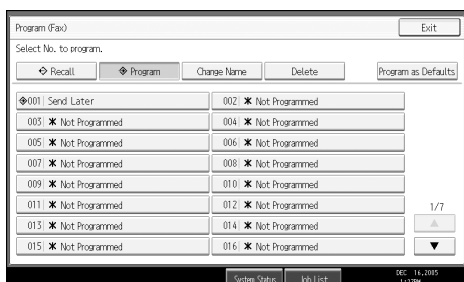 Program (Fax) Exit
Select No. to program.
Recall Program Change Name Delete Program as Defaults
001 Send Later 002 Not Programmed
003 Not Programmed 004 Not Programmed
005 Not Programmed 006 Not Programmed
007 Not Programmed 008 Not Programmed
009 Not Programmed 010 Not Programmed
011 Not Programmed 012 Not Programmed
1/7
013 Not Programmed 014 Not Programmed
015 Not Programmed 016 Not Programmed
System Status Job List DEC 16,2005